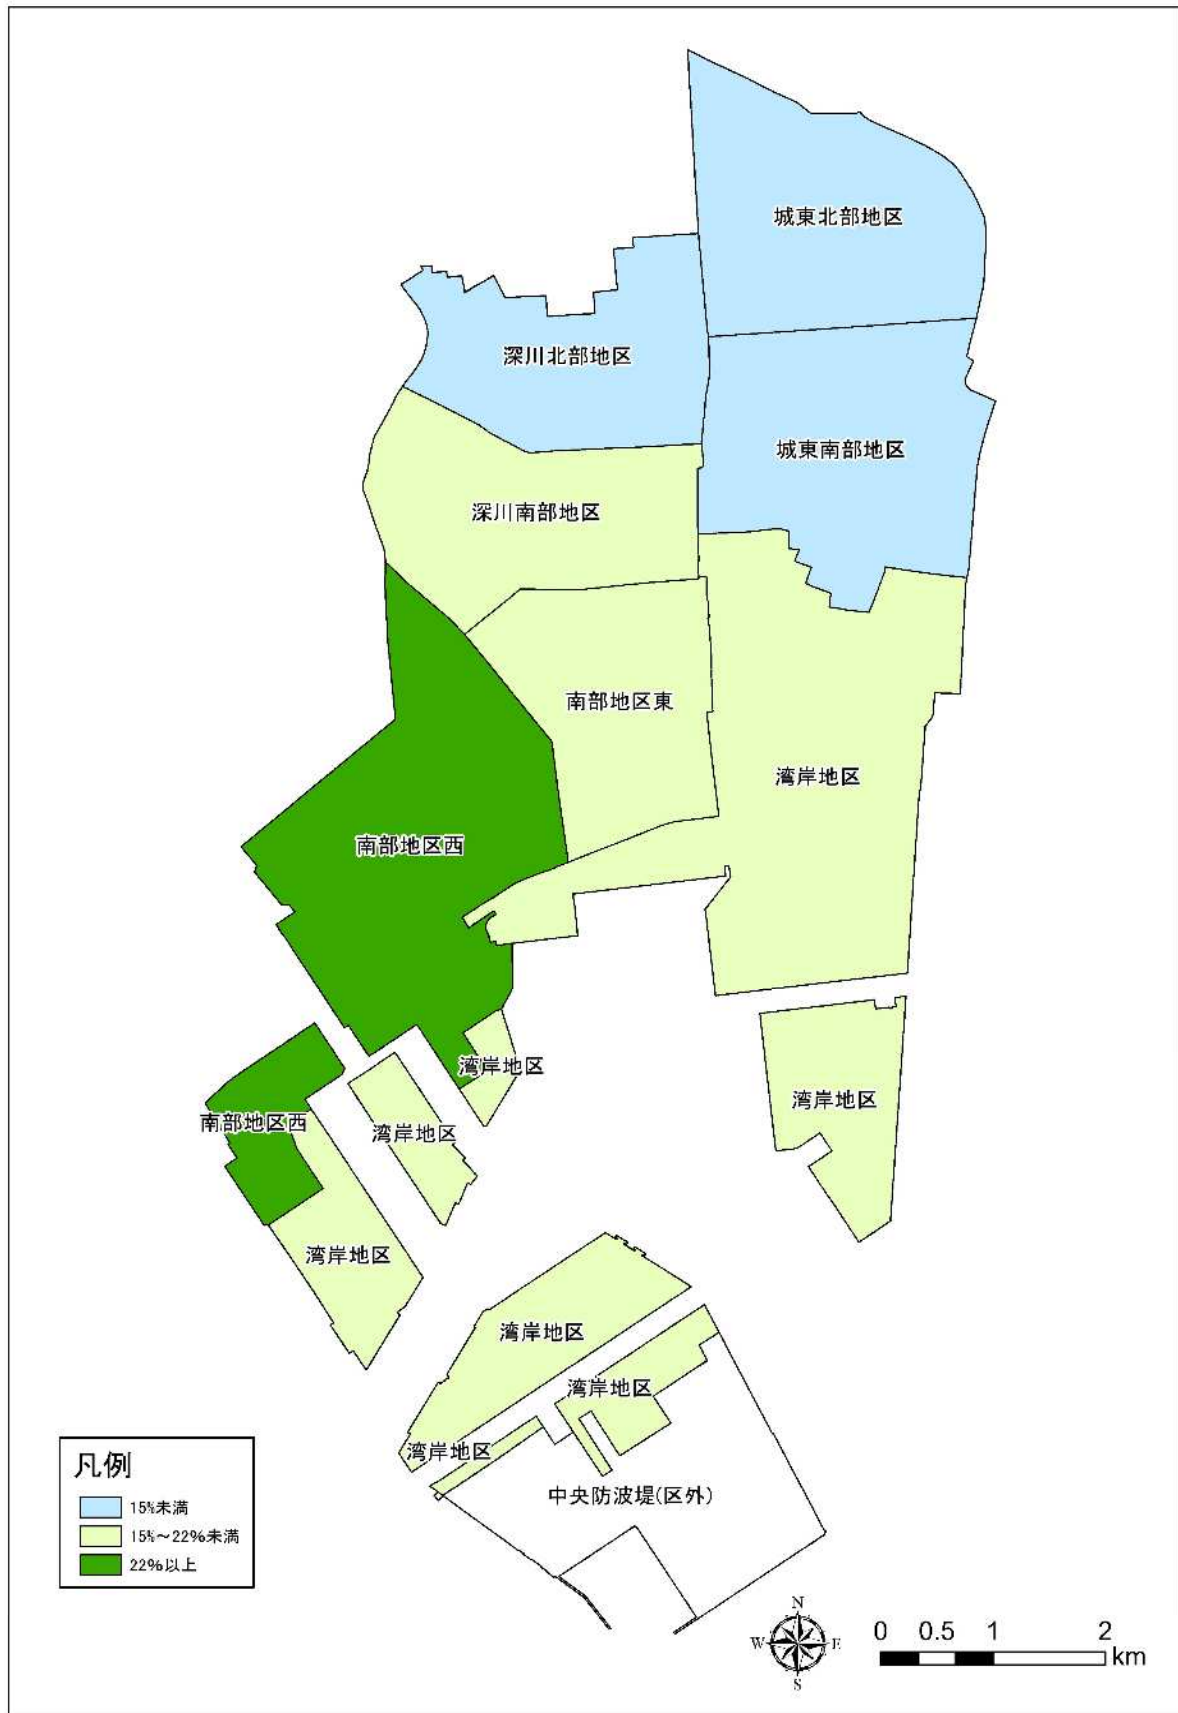 城東北部地区
深川北部地区
城東南部地区
深川南部地区
南部地区東
湾岸地区
南部地区西
湾岸地区
湾岸地区
南部地区西
湾岸地区
湾岸地区
湾岸地区
湾岸地区
湾岸地区
中央防波堤(区外)
凡例
15%未満
15%～22%未満
22%以上
N
W E
S
0 0.5 1 2
km